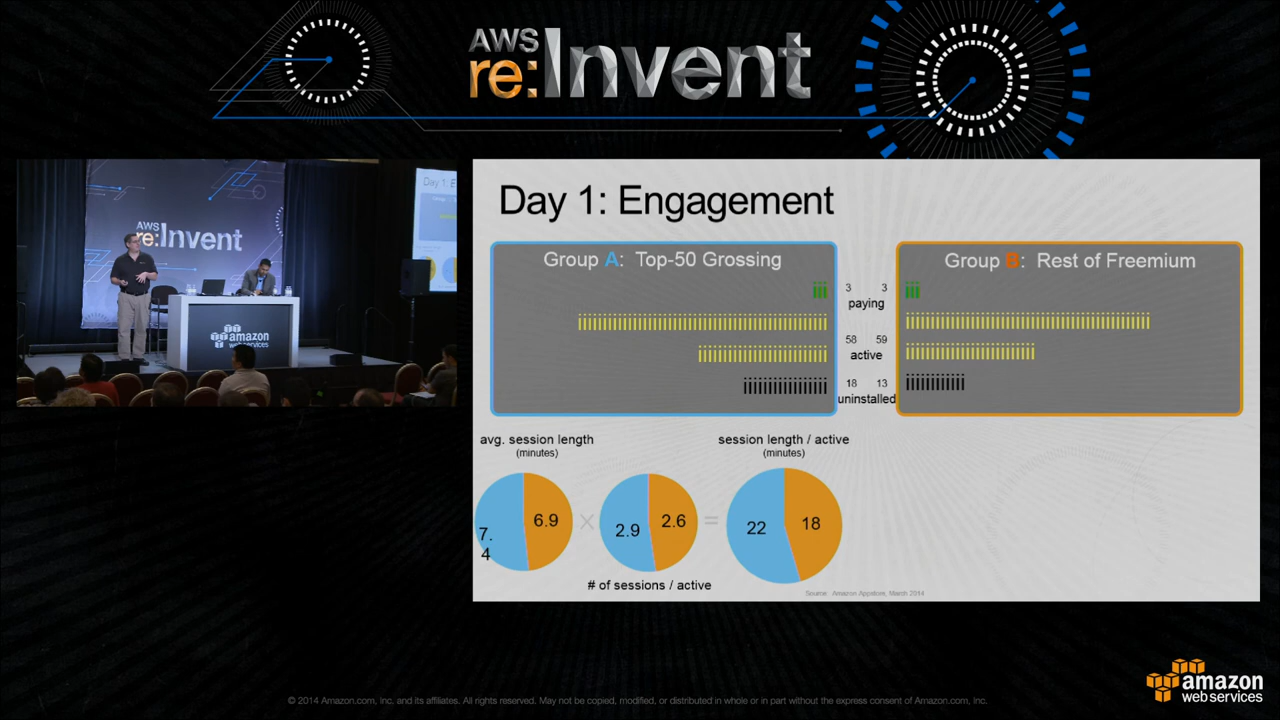 AWS
re:Invent
AWS
re:Invent
amazon
web services
Day 1: E
Day 1: Engagement
Group A: Top-50 Grossing
Group B: Rest of Freemium
3 3
paying
58 59
active
18 13
uninstalled
avg. session length
(minutes)
session length / active
(minutes)
7.
4
6.9
×
2.9
2.6
=
22
18
# of sessions / active
Source: Amazon Appstore, March 2014
amazon
web services
© 2014 Amazon.com, Inc. and its affiliates. All rights reserved. May not be copied, modified, or distributed in whole or in part without the express consent of Amazon.com, Inc.